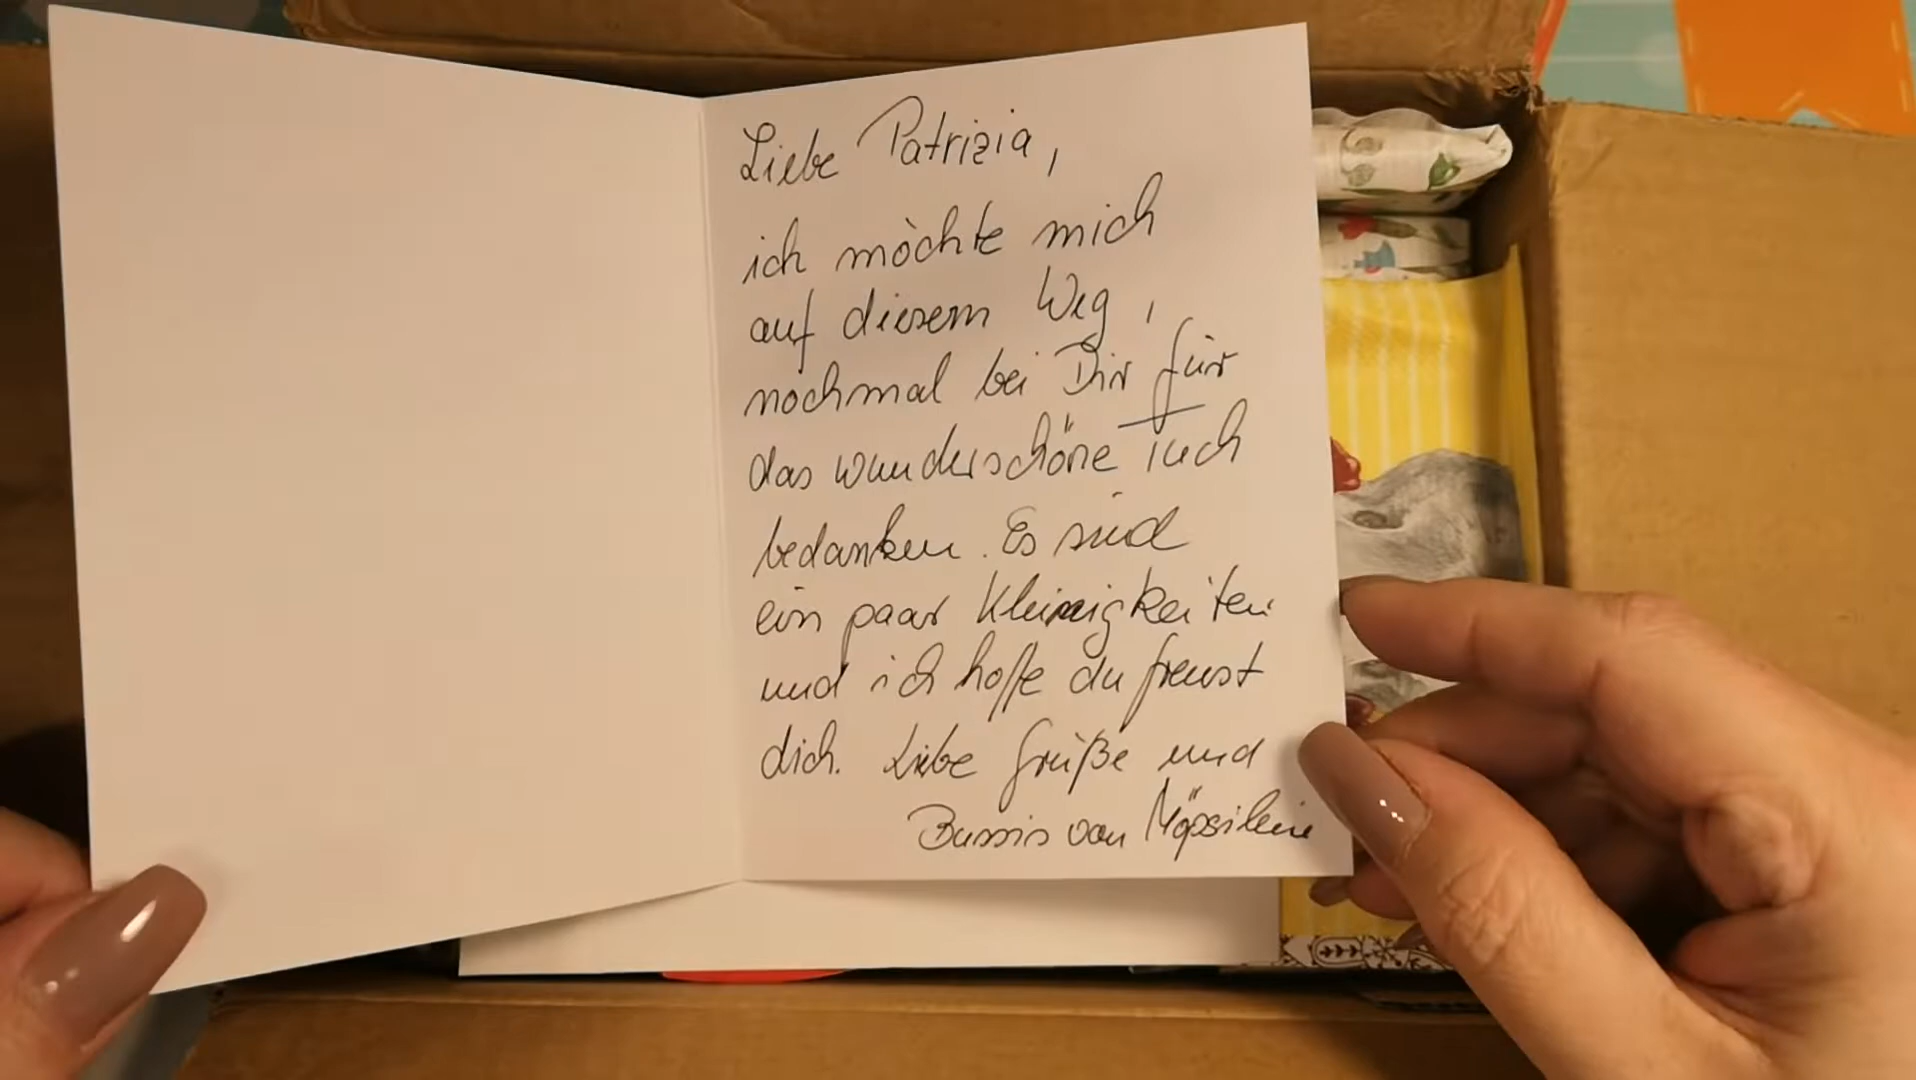 Liebe Patrizia,
ich möchte mich
auf diesem Weg,
nochmal bei Dir für
das wunderschöne Tuch
bedanken. Es sind
ein paar Kleinigkeiten
und ich hoffe du freust
dich. Liebe Grüße und
Bussis von Möpsilein